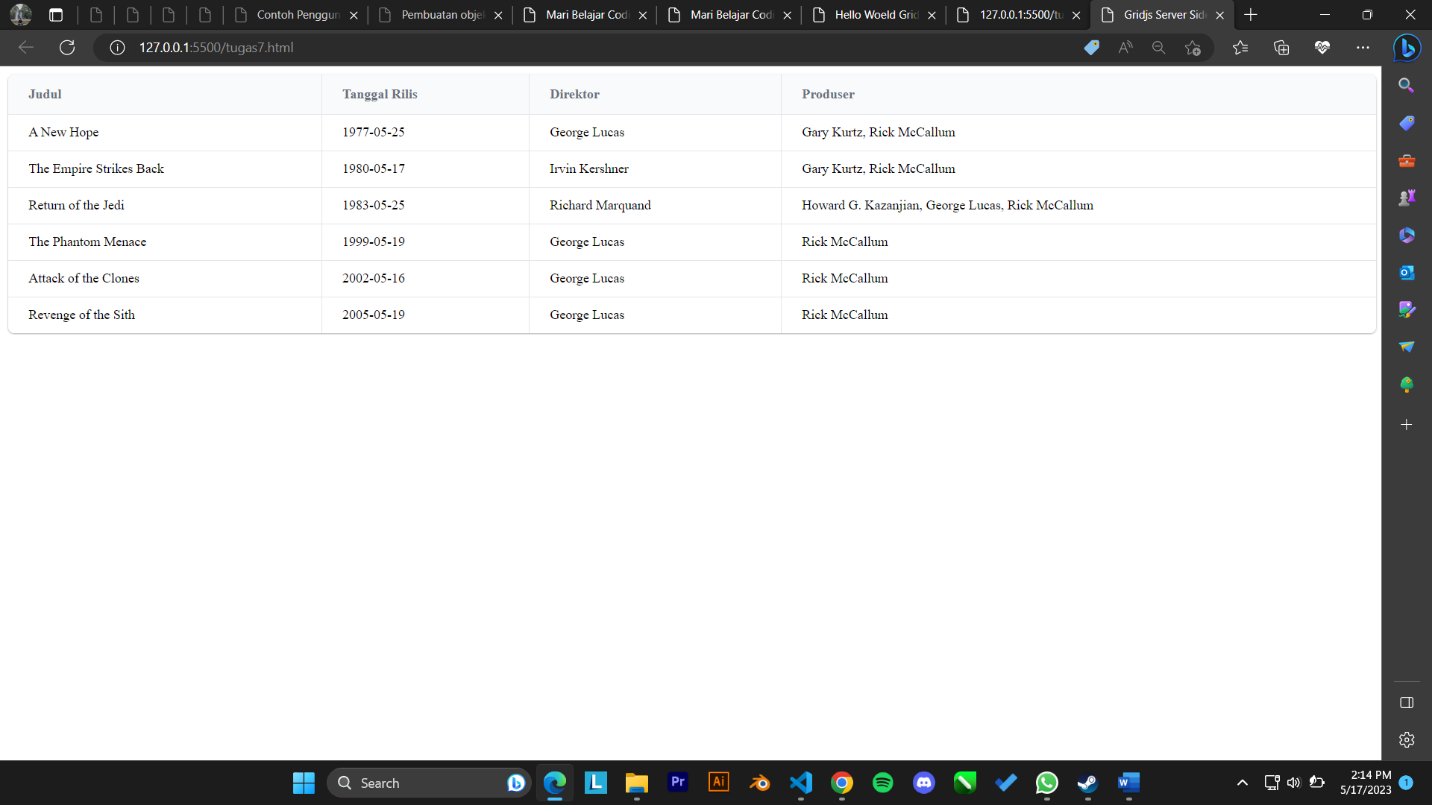 Contoh Penggun
Pembuatan obje
Mari Belajar Codi
Mari Belajar Codi
Hello Woeld Grid
127.0.0.1:5500/tu
Gridjs Server Side
127.0.0.1:5500/tugas7.html
Judul Tanggal Rilis Direktor Produser
A New Hope 1977-05-25 George Lucas Gary Kurtz, Rick McCallum
The Empire Strikes Back 1980-05-17 Irvin Kershner Gary Kurtz, Rick McCallum
Return of the Jedi 1983-05-25 Richard Marquand Howard G. Kazanjian, George Lucas, Rick McCallum
The Phantom Menace 1999-05-19 George Lucas Rick McCallum
Attack of the Clones 2002-05-16 George Lucas Rick McCallum
Revenge of the Sith 2005-05-19 George Lucas Rick McCallum
Search
L
Pr
Ai
W
2:14 PM
5/17/2023
1